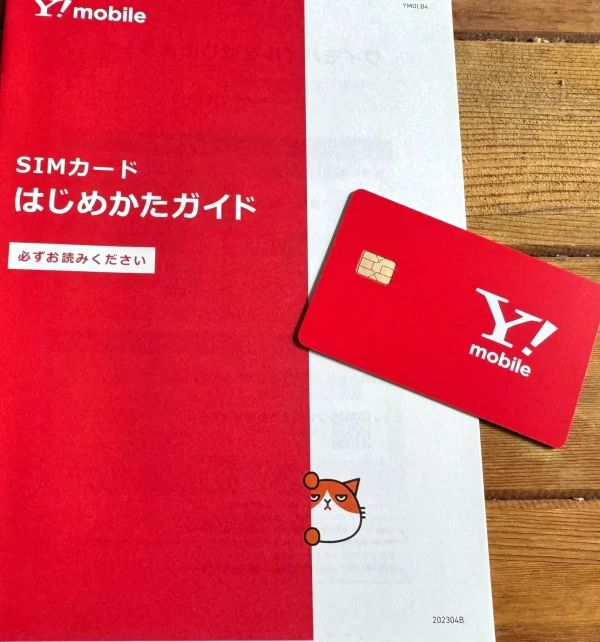 Y! mobile
YMOLB4
SIMカード
はじめかたガイド
必ずお読みください
Y!
mobile
202304B